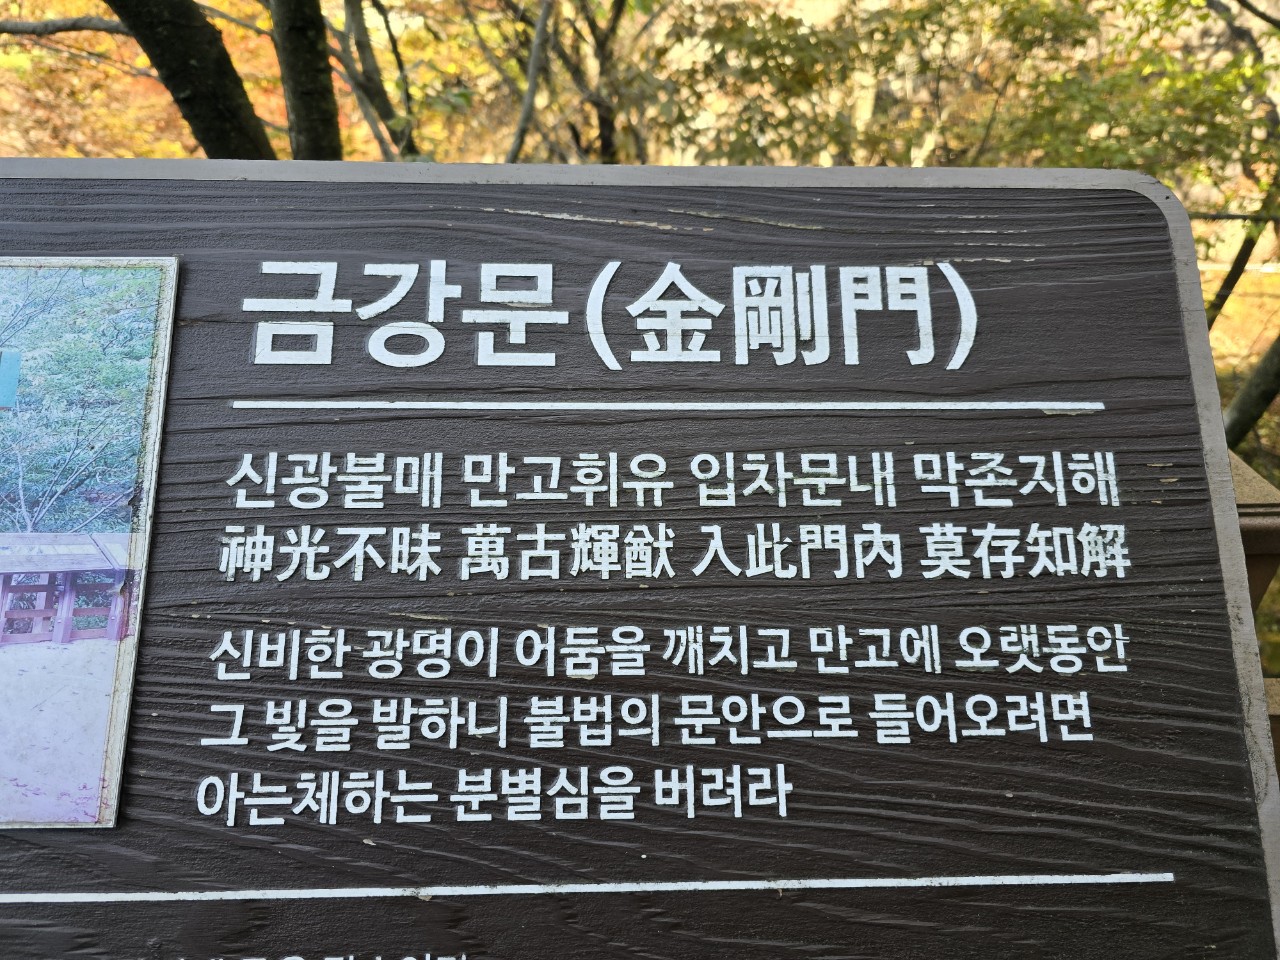 금강문(金剛門)
신광불매 만고휘유 입차문내 막존지해
神光不昧 萬古輝猷 入此門內 莫存知解
신비한 광명이 어둠을 깨치고 만고에 오랫동안
그 빛을 발하니 불법의 문안으로 들어오려면
아는체하는 분별심을 버려라